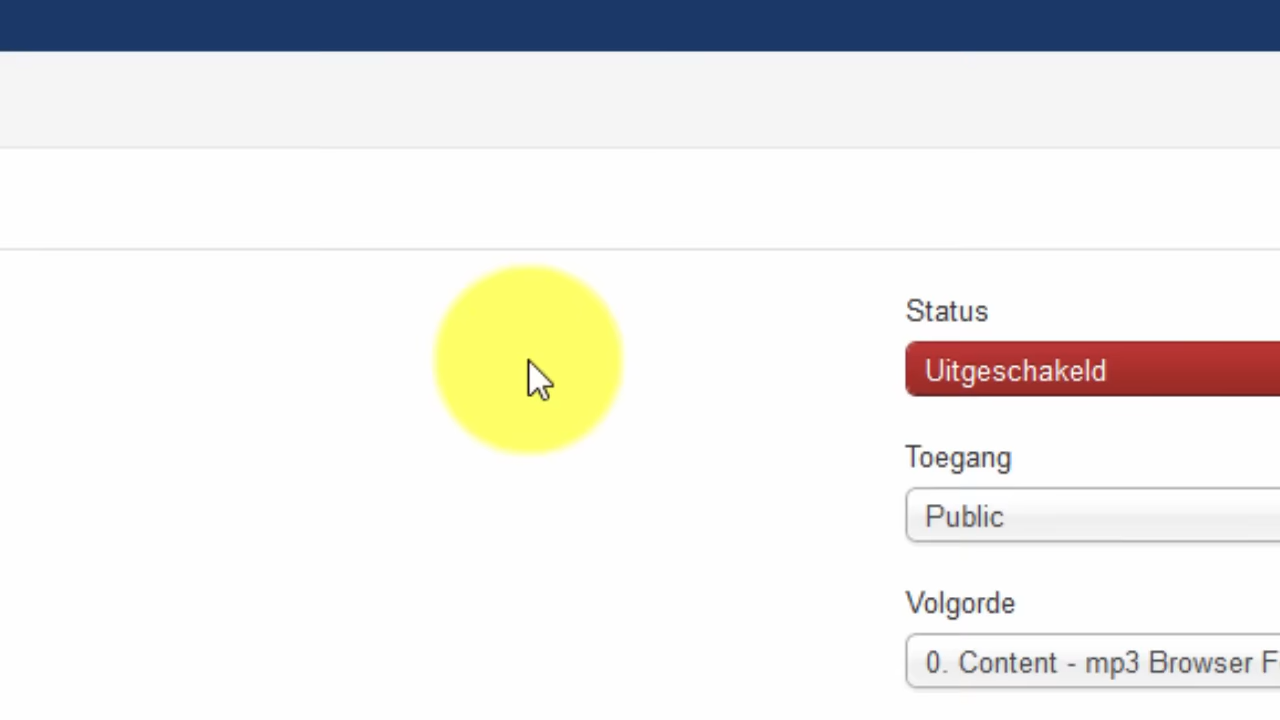 Status
Uitgeschakeld
Toegang
Public
Volgorde
0. Content - mp3 Browser